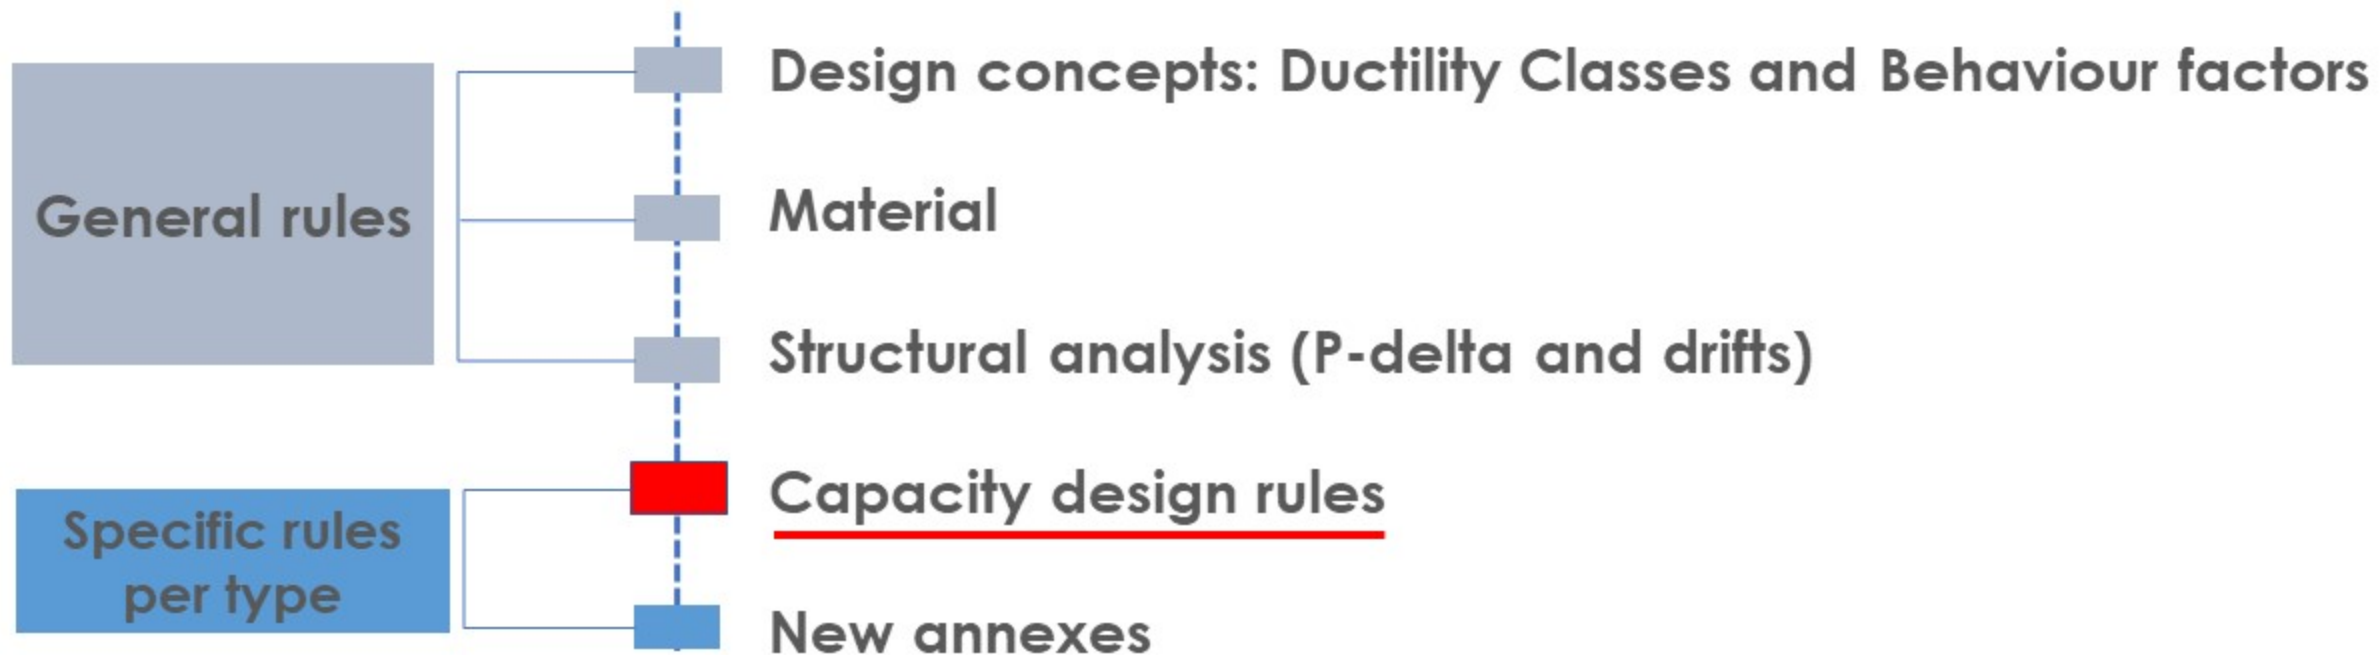 General rules
Design concepts: Ductility Classes and Behaviour factors
Material
Structural analysis (P-delta and drifts)
Specific rules
per type
Capacity design rules
New annexes